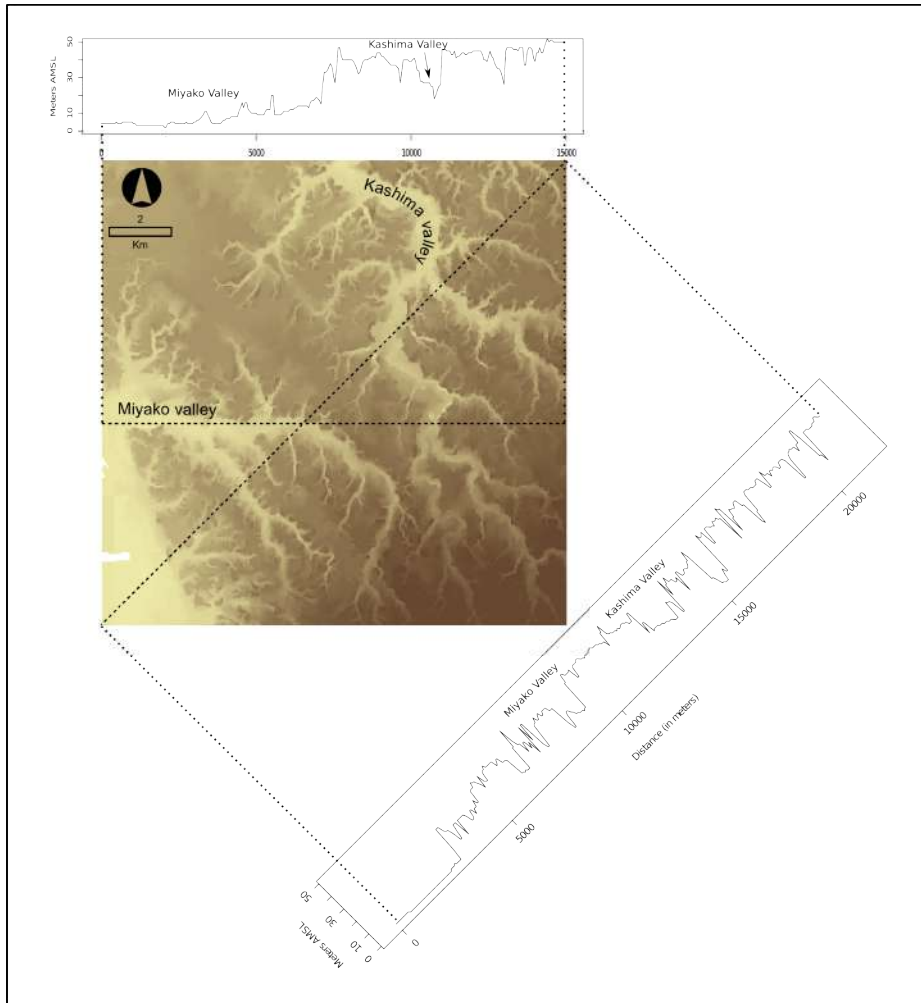 Meters AMSL
50
30
10
0
Kashima Valley
Miyako Valley
0
5000
10000
15000
2
Km
Kashima valley
Miyako valley
Kashima Valley
Miyako Valley
0
5000
10000
15000
20000
Distance (in meters)
50
30
10
0
Meters AMSL